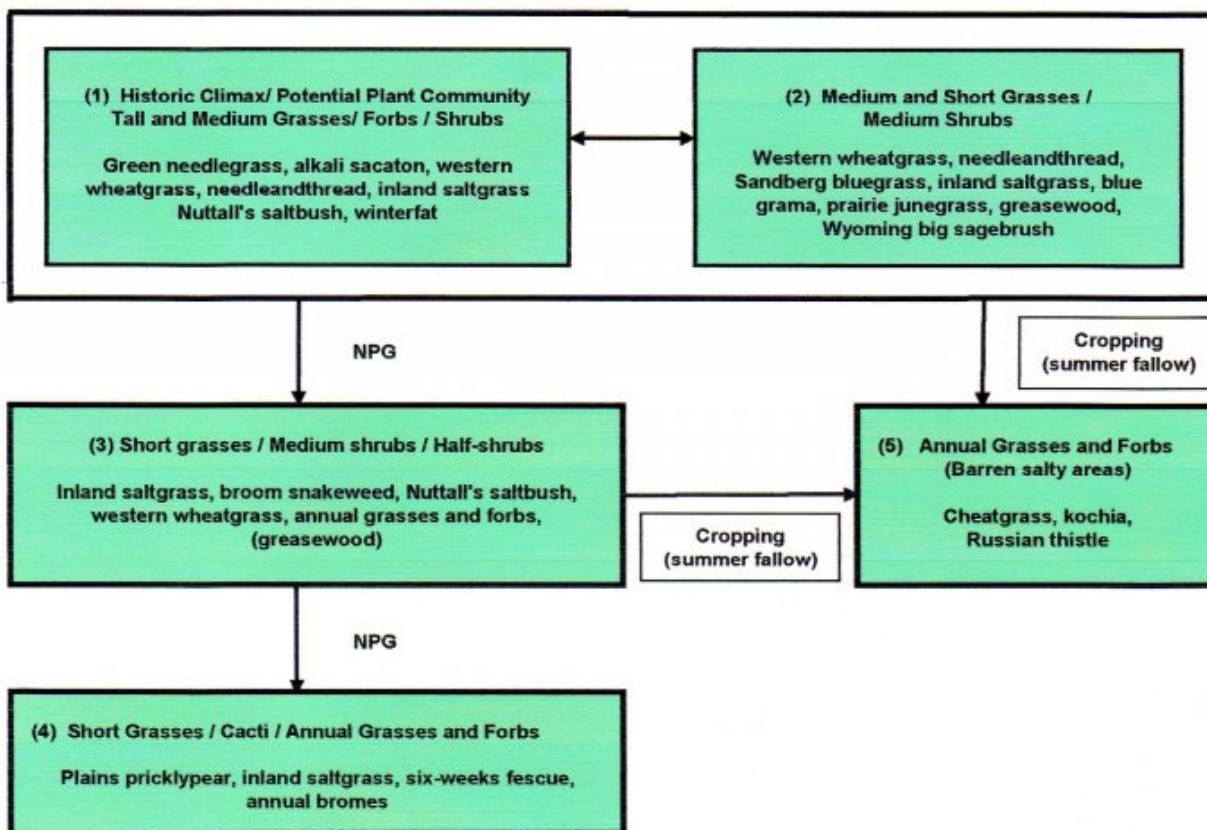 (1) Historic Climax/ Potential Plant Community
Tall and Medium Grasses/ Forbs / Shrubs
Green needlegrass, alkali sacaton, western
wheatgrass, needleandthread, inland saltgrass
Nuttall's saltbush, winterfat
(2) Medium and Short Grasses /
Medium Shrubs
Western wheatgrass, needleandthread,
Sandberg bluegrass, inland saltgrass, blue
grama, prairie junegrass, greasewood,
Wyoming big sagebrush
NPG
Cropping
(summer fallow)
(3) Short grasses / Medium shrubs / Half-shrubs
Inland saltgrass, broom snakeweed, Nuttall's saltbush,
western wheatgrass, annual grasses and forbs,
(greasewood)
Cropping
(summer fallow)
(5) Annual Grasses and Forbs
(Barren salty areas)
Cheatgrass, kochia,
Russian thistle
NPG
(4) Short Grasses / Cacti / Annual Grasses and Forbs
Plains pricklypear, inland saltgrass, six-weeks fescue,
annual bromes